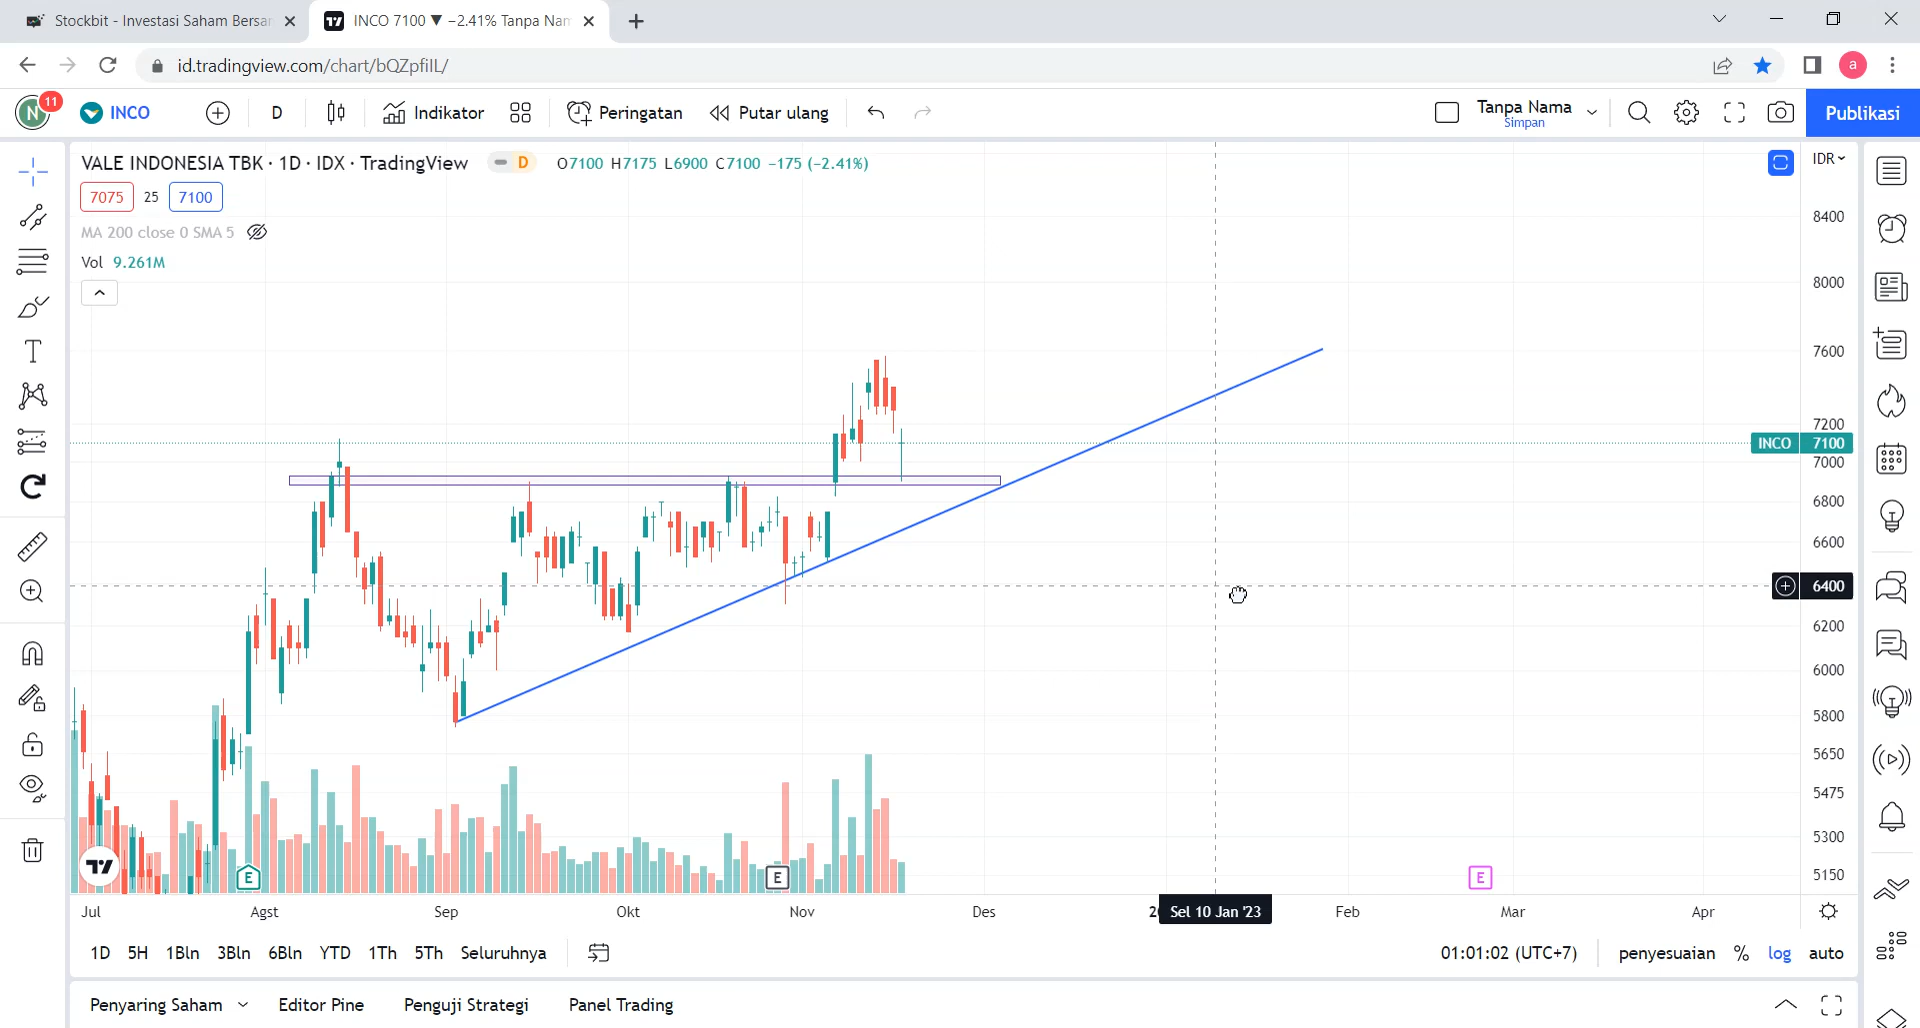 Stockbit - Investasi Saham Bersa
INCO 7100 ▼ −2.41% Tanpa Nam
id.tradingview.com/chart/bQZpfiIL/
a
N
11
INCO
D
Indikator
Peringatan
Putar ulang
Tanpa Nama
Simpan
Publikasi
VALE INDONESIA TBK · 1D · IDX · TradingView
D
O7100 H7175 L6900 C7100 −175 (−2.41%)
IDR
7075
25
7100
MA 200 close 0 SMA 5
Vol 9.261M
8400
8000
7600
7200
INCO 7100
7000
6800
6600
6400
6200
6000
5800
5650
5475
5300
5150
E
E
E
Jul
Agst
Sep
Okt
Nov
Des
2
Sel 10 Jan '23
Feb
Mar
Apr
1D
5H
1Bln
3Bln
6Bln
YTD
1Th
5Th
Seluruhnya
01:01:02 (UTC+7)
penyesuaian
%
log
auto
Penyaring Saham
Editor Pine
Penguji Strategi
Panel Trading